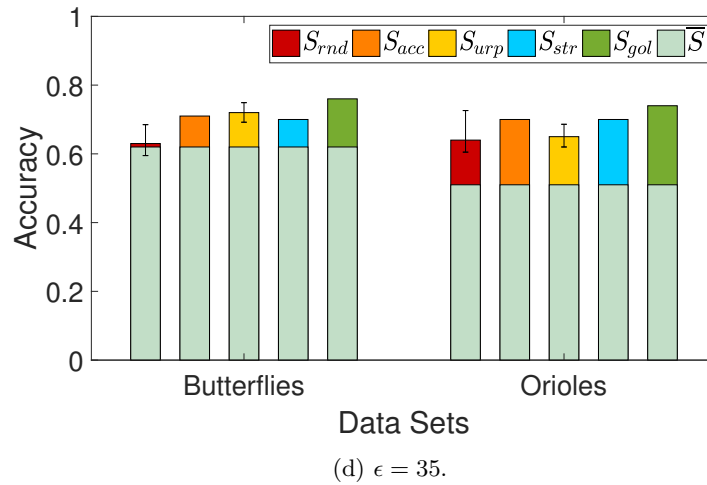 S_rnd S_acc S_urp S_str S_gol S̅
1
0.8
0.6
0.4
0.2
0
Accuracy
Butterflies Orioles
Data Sets
(d) ϵ = 35.